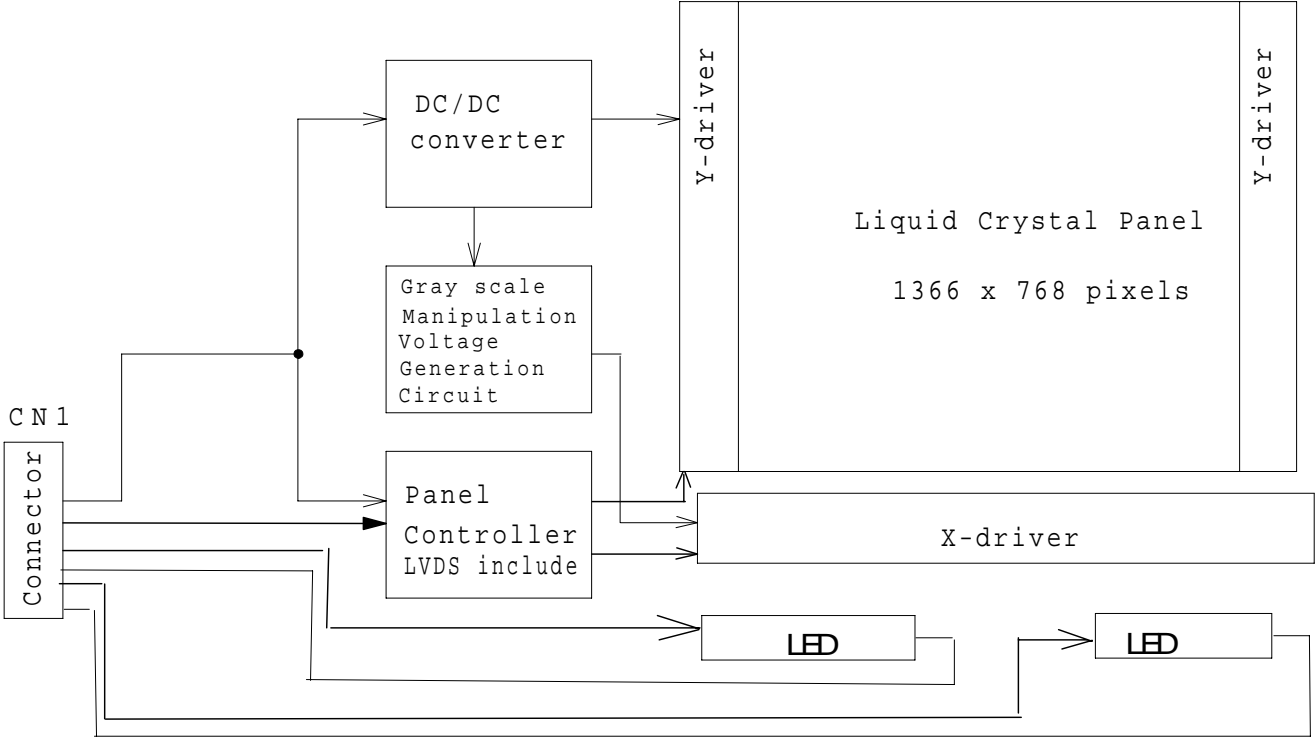 Y-driver
Y-driver
DC/DC
converter
Liquid Crystal Panel
1366 x 768 pixels
Gray scale
Manipulation
Voltage
Generation
Circuit
CN1
Connector
Panel
Controller
LVDS include
X-driver
LED
LED